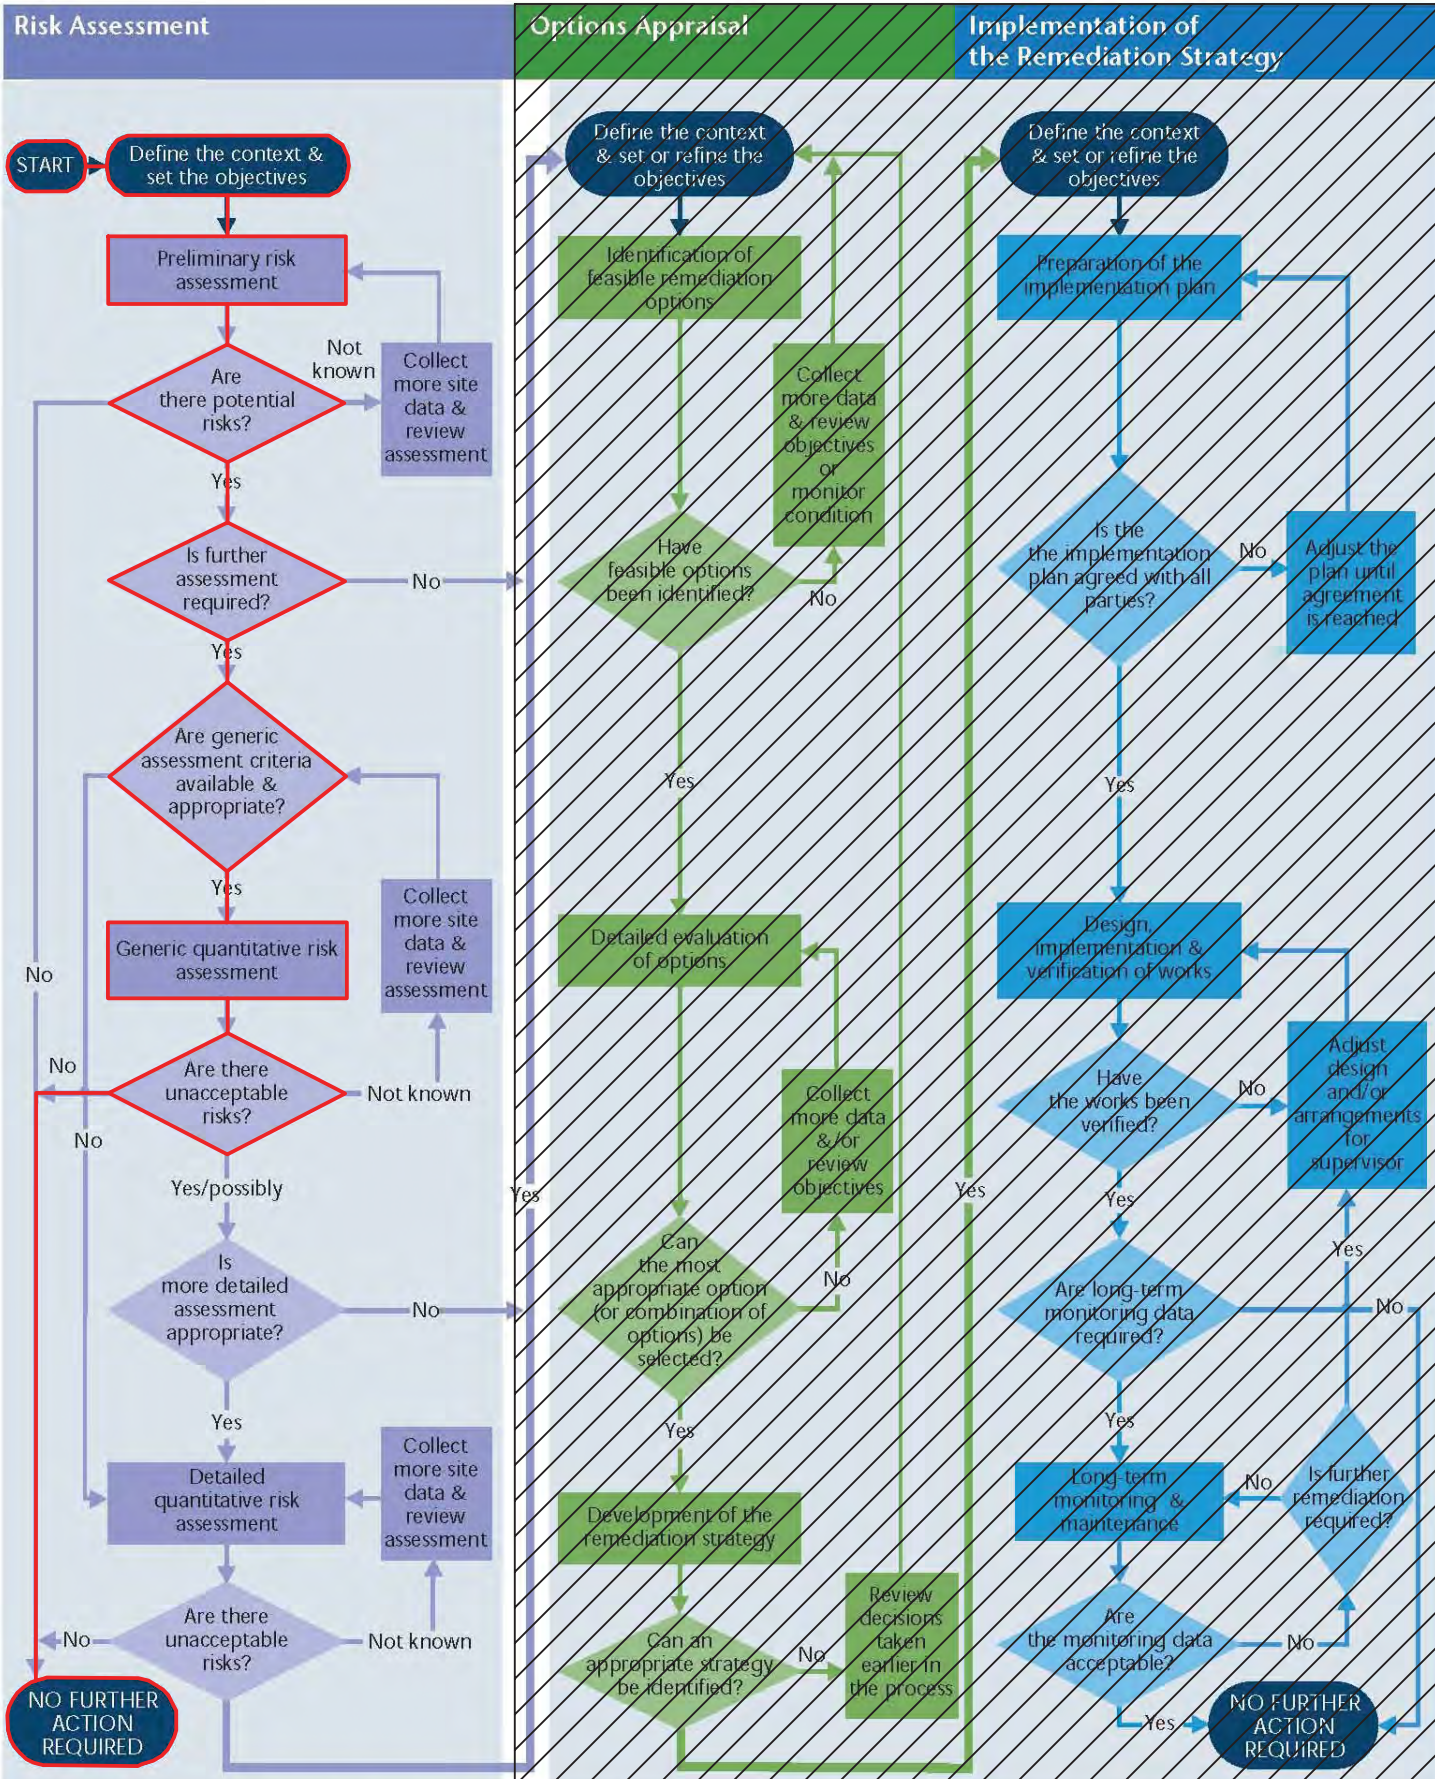 Risk Assessment
Options Appraisal
Implementation of
the Remediation Strategy
START
Define the context &
set the objectives
Preliminary risk
assessment
Are
there potential
risks?
Not
known
Collect
more site
data &
review
assessment
Yes
Is further
assessment
required?
No
Yes
Are generic
assessment criteria
available &
appropriate?
Yes
Collect
more site
data &
review
assessment
Generic quantitative risk
assessment
No
No
Are there
unacceptable
risks?
Not known
No
Yes/possibly
Is
more detailed
assessment
appropriate?
No
Yes
Detailed
quantitative risk
assessment
Collect
more site
data &
review
assessment
Are there
unacceptable
risks?
No
Not known
NO FURTHER
ACTION
REQUIRED
Yes
Define the context
& set or refine the
objectives
Identification of
feasible remediation
options
Collect
more data
& review
objectives
or
monitor
condition
Have
feasible options
been identified?
No
Yes
Detailed evaluation
of options
Collect
more data
&/or
review
objectives
Can
the most
appropriate option
(or combination of
options) be
selected?
No
Yes
Development of the
remediation strategy
Can an
appropriate strategy
be identified?
No
Review
decisions
taken
earlier in
the process
Yes
Define the context
& set or refine the
objectives
Preparation of the
implementation plan
Is the
the implementation
plan agreed with all
parties?
No
Adjust the
plan until
agreement
is reached
Yes
Design,
implementation &
verification of works
Have
the works been
verified?
No
Adjust
design
and/or
arrangements
for
supervisor
Yes
Yes
Are long-term
monitoring data
required?
No
Yes
Long-term
monitoring &
maintenance
No
Is further
remediation
required?
Are
the monitoring data
acceptable?
No
Yes
NO FURTHER
ACTION
REQUIRED